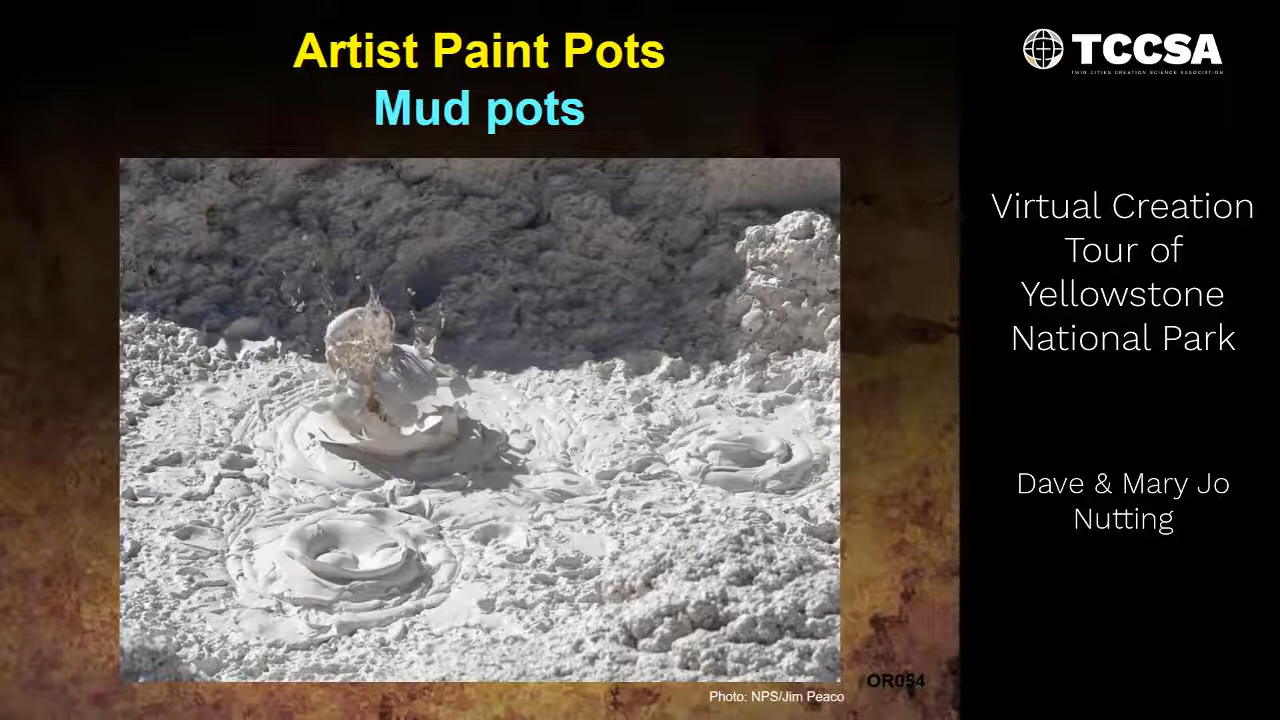 Artist Paint Pots
Mud pots
TCCSA
TWIN CITIES CREATION SCIENCE ASSOCIATION
Virtual Creation
Tour of
Yellowstone
National Park
Dave & Mary Jo
Nutting
OR054
Photo: NPS/Jim Peaco